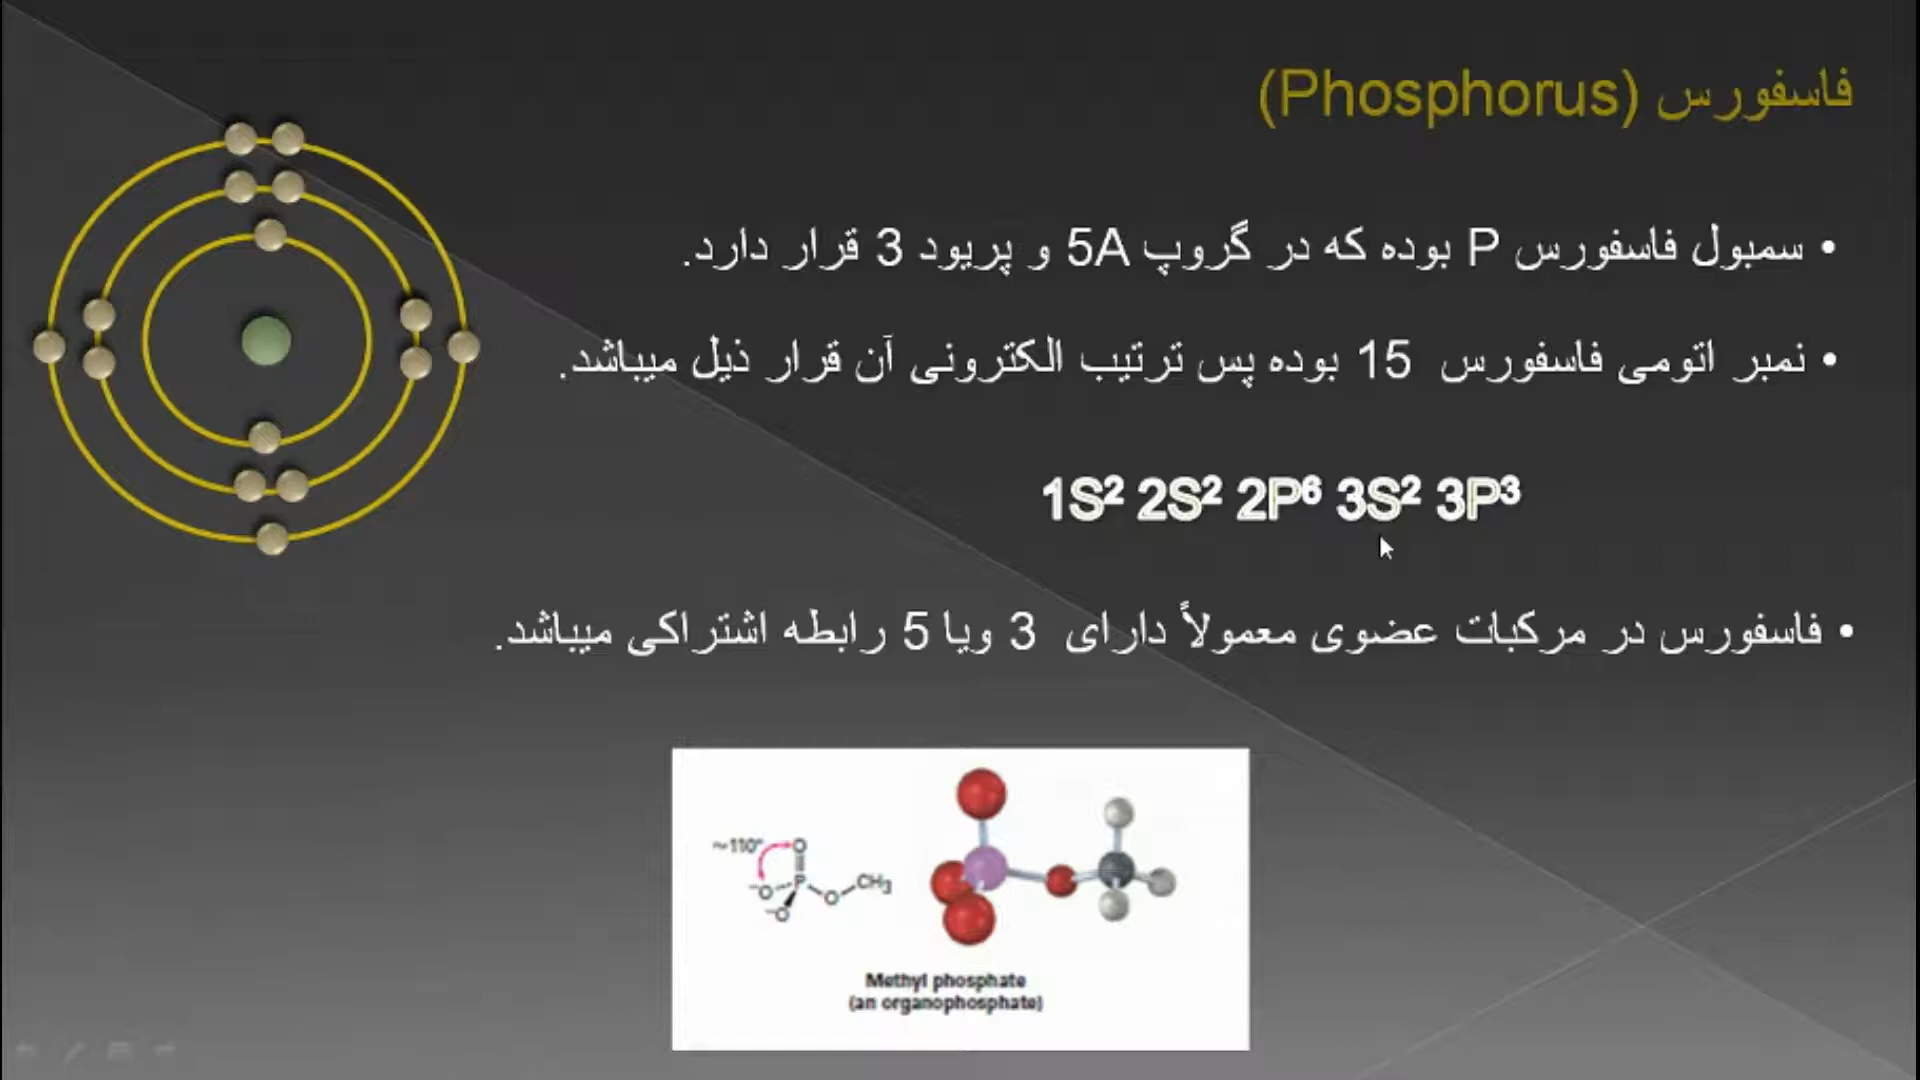 فاسفورس (Phosphorus)
• سمبول فاسفورس P بوده که در گروپ 5A و پریود 3 قرار دارد.
• نمبر اتومی فاسفورس 15 بوده پس ترتیب الکترونی آن قرار ذیل میباشد.
1S² 2S² 2P⁶ 3S² 3P³
• فاسفورس در مرکبات عضوی معمولاً دارای 3 ویا 5 رابطه اشتراکی میباشد.
~110°
O
⁻O P O CH₃
⁻O
Methyl phosphate
(an organophosphate)